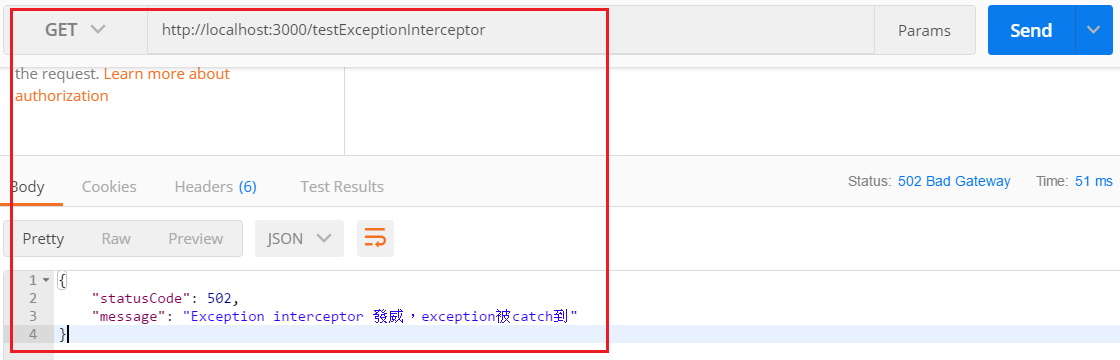 GET http://localhost:3000/testExceptionInterceptor Params Send
the request. Learn more about
authorization
Body Cookies Headers (6) Test Results Status: 502 Bad Gateway Time: 51 ms
Pretty Raw Preview JSON
1 {
2 "statusCode": 502,
3 "message": "Exception interceptor 發威，exception被catch到"
4 }